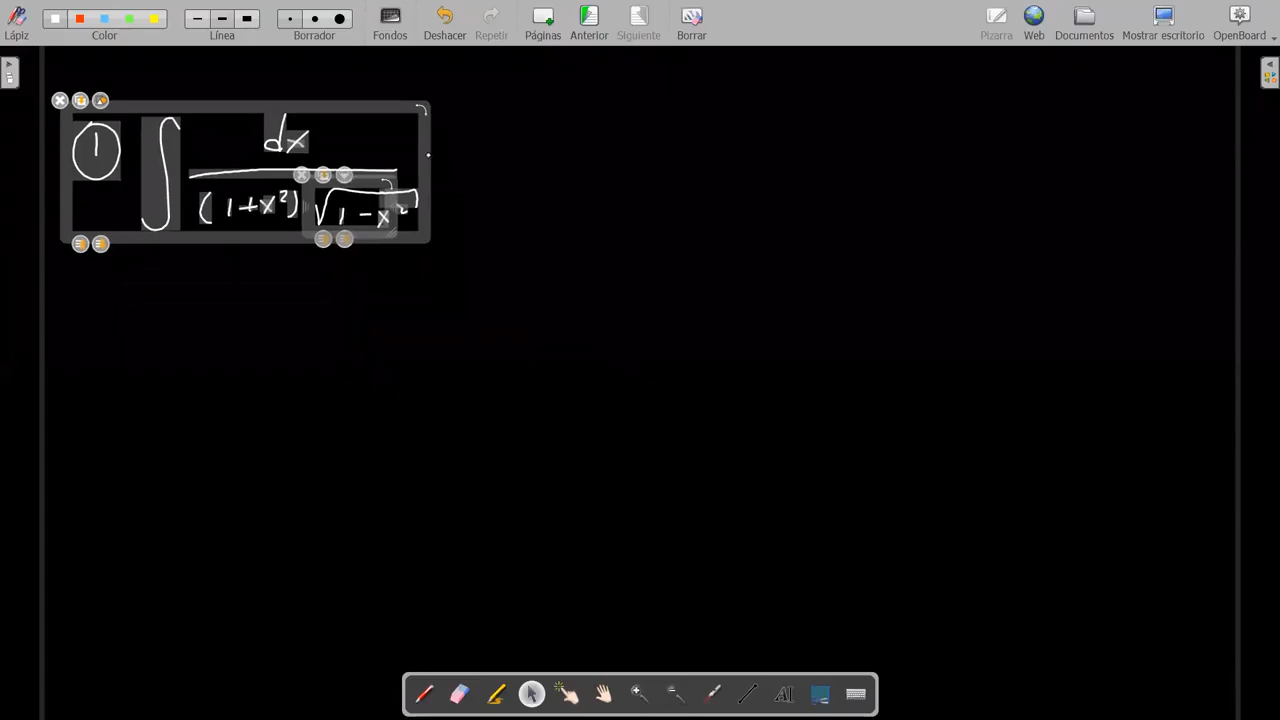 Lápiz Color Línea Borrador Fondos Deshacer Repetir Páginas Anterior Siguiente Borrar Pizarra Web Documentos Mostrar escritorio OpenBoard
① ∫ dx / ((1+x²) √(1-x²))
AI